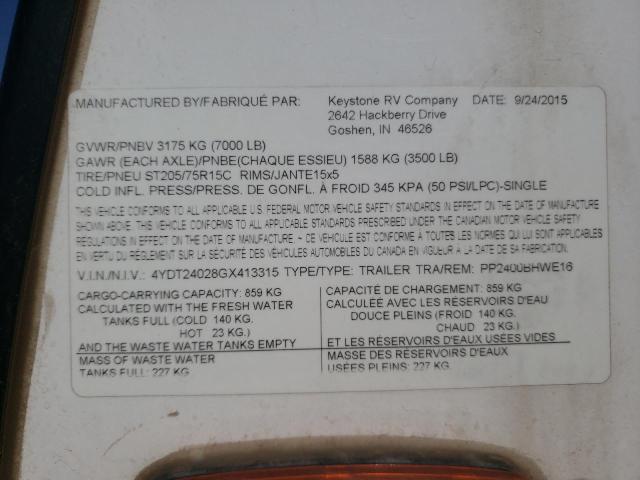 MANUFACTURED BY/FABRIQUÉ PAR: Keystone RV Company DATE: 9/24/2015
2642 Hackberry Drive
Goshen, IN 46526
GVWR/PNBV 3175 KG (7000 LB)
GAWR (EACH AXLE)/PNBE(CHAQUE ESSIEU) 1588 KG (3500 LB)
TIRE/PNEU ST205/75R15C RIMS/JANTE15x5
COLD INFL. PRESS/PRESS. DE GONFL. À FROID 345 KPA (50 PSI/LPC)-SINGLE
THIS VEHICLE CONFORMS TO ALL APPLICABLE U.S. FEDERAL MOTOR VEHICLE SAFETY STANDARDS IN EFFECT ON THE DATE OF MANUFACTURE
SHOWN ABOVE. THIS VEHICLE CONFORMS TO ALL APPLICABLE STANDARDS PRESCRIBED UNDER THE CANADIAN MOTOR VEHICLE SAFETY
REGULATIONS IN EFFECT ON THE DATE OF MANUFACTURE. ~ CE VÉHICULE EST CONFORME À TOUTES LES NORMES QUI LUI SONT APPLICABLES
EN VERTU DU RÈGLEMENT SUR LA SÉCURITÉ DES VÉHICULES AUTOMOBILES DU CANADA EN VIGUEUR À LA DATE DE SA FABRICATION.
V.I.N./N.I.V.: 4YDT24028GX413315 TYPE/TYPE: TRAILER TRA/REM: PP2400BHWE16
CARGO-CARRYING CAPACITY: 859 KG
CALCULATED WITH THE FRESH WATER
TANKS FULL (COLD 140 KG.
HOT 23 KG.)
AND THE WASTE WATER TANKS EMPTY
MASS OF WASTE WATER
TANKS FULL: 227 KG
CAPACITÉ DE CHARGEMENT: 859 KG
CALCULÉE AVEC LES RÉSERVOIRS D'EAU
DOUCE PLEINS (FROID 140 KG.
CHAUD 23 KG.)
ET LES RÉSERVOIRS D'EAUX USÉES VIDES
MASSE DES RÉSERVOIRS D'EAUX
USÉES PLEINS: 227 KG